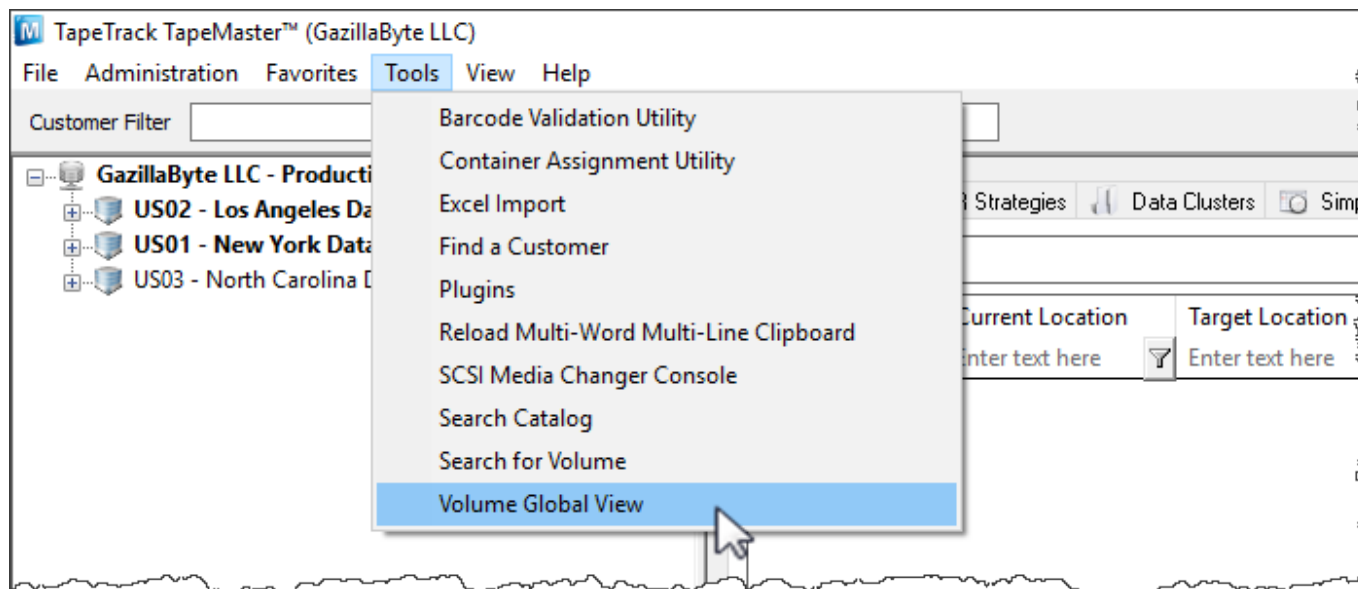 TapeTrack TapeMaster™ (GazillaByte LLC)
File Administration Favorites Tools View Help
Customer Filter
Barcode Validation Utility
Container Assignment Utility
Excel Import
Find a Customer
Plugins
Reload Multi-Word Multi-Line Clipboard
SCSI Media Changer Console
Search Catalog
Search for Volume
Volume Global View
GazillaByte LLC - Producti
US02 - Los Angeles Da
US01 - New York Data
US03 - North Carolina
Strategies Data Clusters Simp
Current Location Target Location
Enter text here Enter text here